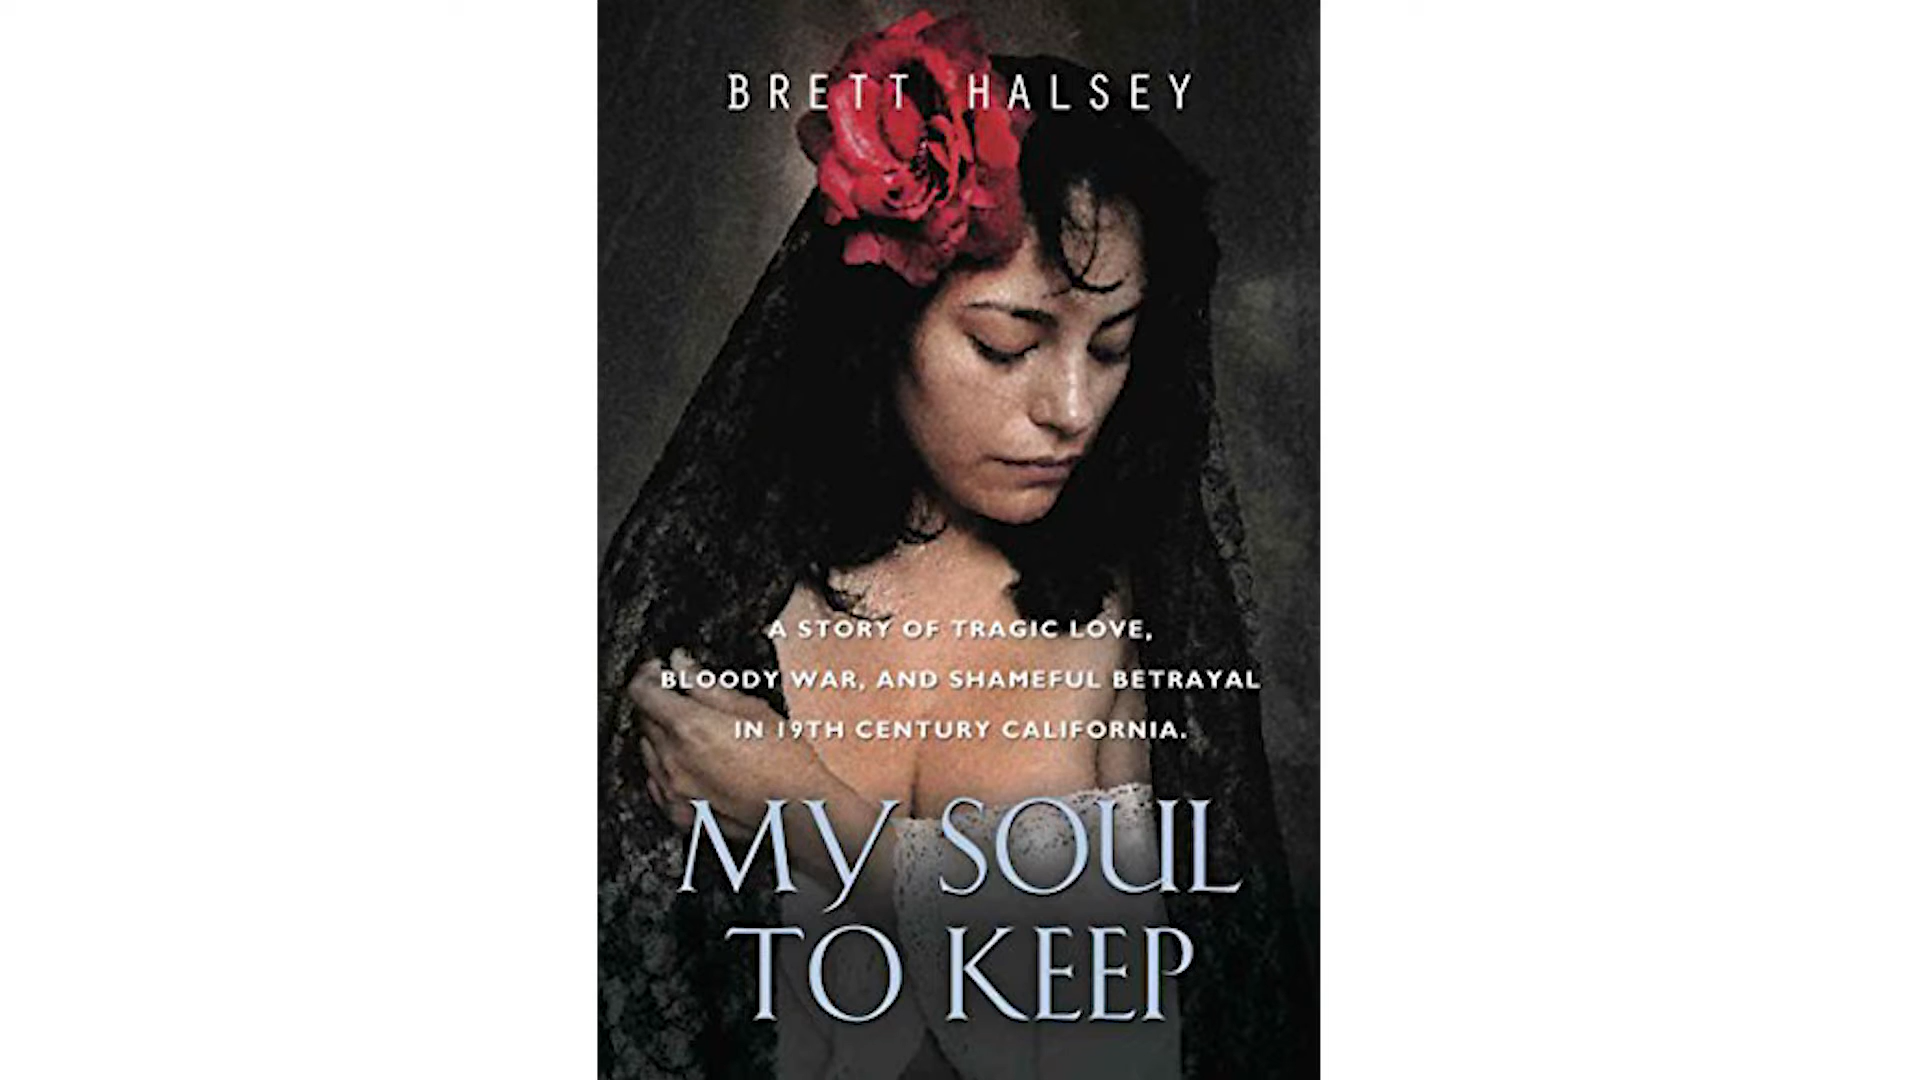 BRETT HALSEY
A STORY OF TRAGIC LOVE,
BLOODY WAR, AND SHAMEFUL BETRAYAL
IN 19TH CENTURY CALIFORNIA.
MY SOUL
TO KEEP